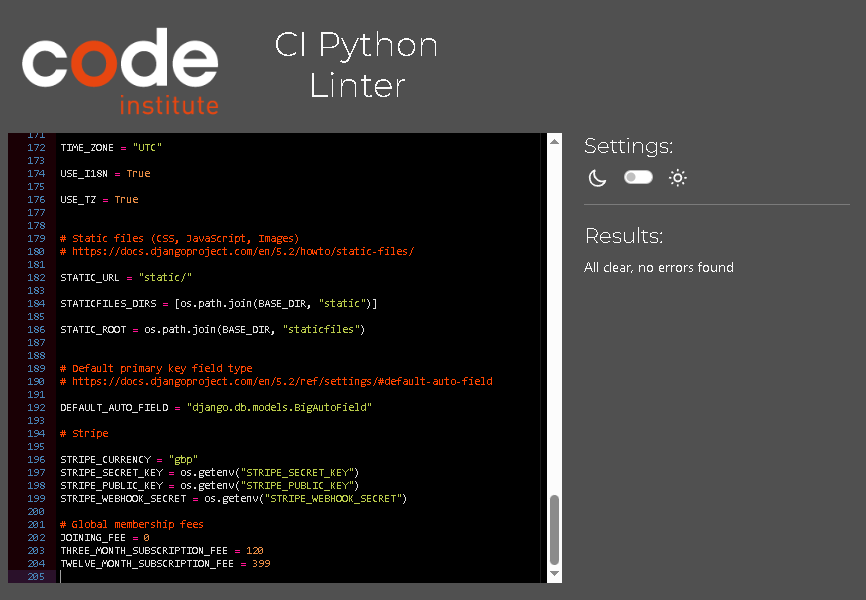 code
institute
CI Python
Linter
171
172 TIME_ZONE = "UTC"
173
174 USE_I18N = True
175
176 USE_TZ = True
177
178
179 # Static files (CSS, JavaScript, Images)
180 # https://docs.djangoproject.com/en/5.2/howto/static-files/
181
182 STATIC_URL = "static/"
183
184 STATICFILES_DIRS = [os.path.join(BASE_DIR, "static")]
185
186 STATIC_ROOT = os.path.join(BASE_DIR, "staticfiles")
187
188
189 # Default primary key field type
190 # https://docs.djangoproject.com/en/5.2/ref/settings/#default-auto-field
191
192 DEFAULT_AUTO_FIELD = "django.db.models.BigAutoField"
193
194 # Stripe
195
196 STRIPE_CURRENCY = "gbp"
197 STRIPE_SECRET_KEY = os.getenv("STRIPE_SECRET_KEY")
198 STRIPE_PUBLIC_KEY = os.getenv("STRIPE_PUBLIC_KEY")
199 STRIPE_WEBHOOK_SECRET = os.getenv("STRIPE_WEBHOOK_SECRET")
200
201 # Global membership fees
202 JOINING_FEE = 0
203 THREE_MONTH_SUBSCRIPTION_FEE = 120
204 TWELVE_MONTH_SUBSCRIPTION_FEE = 399
205
Settings:
Results:
All clear, no errors found